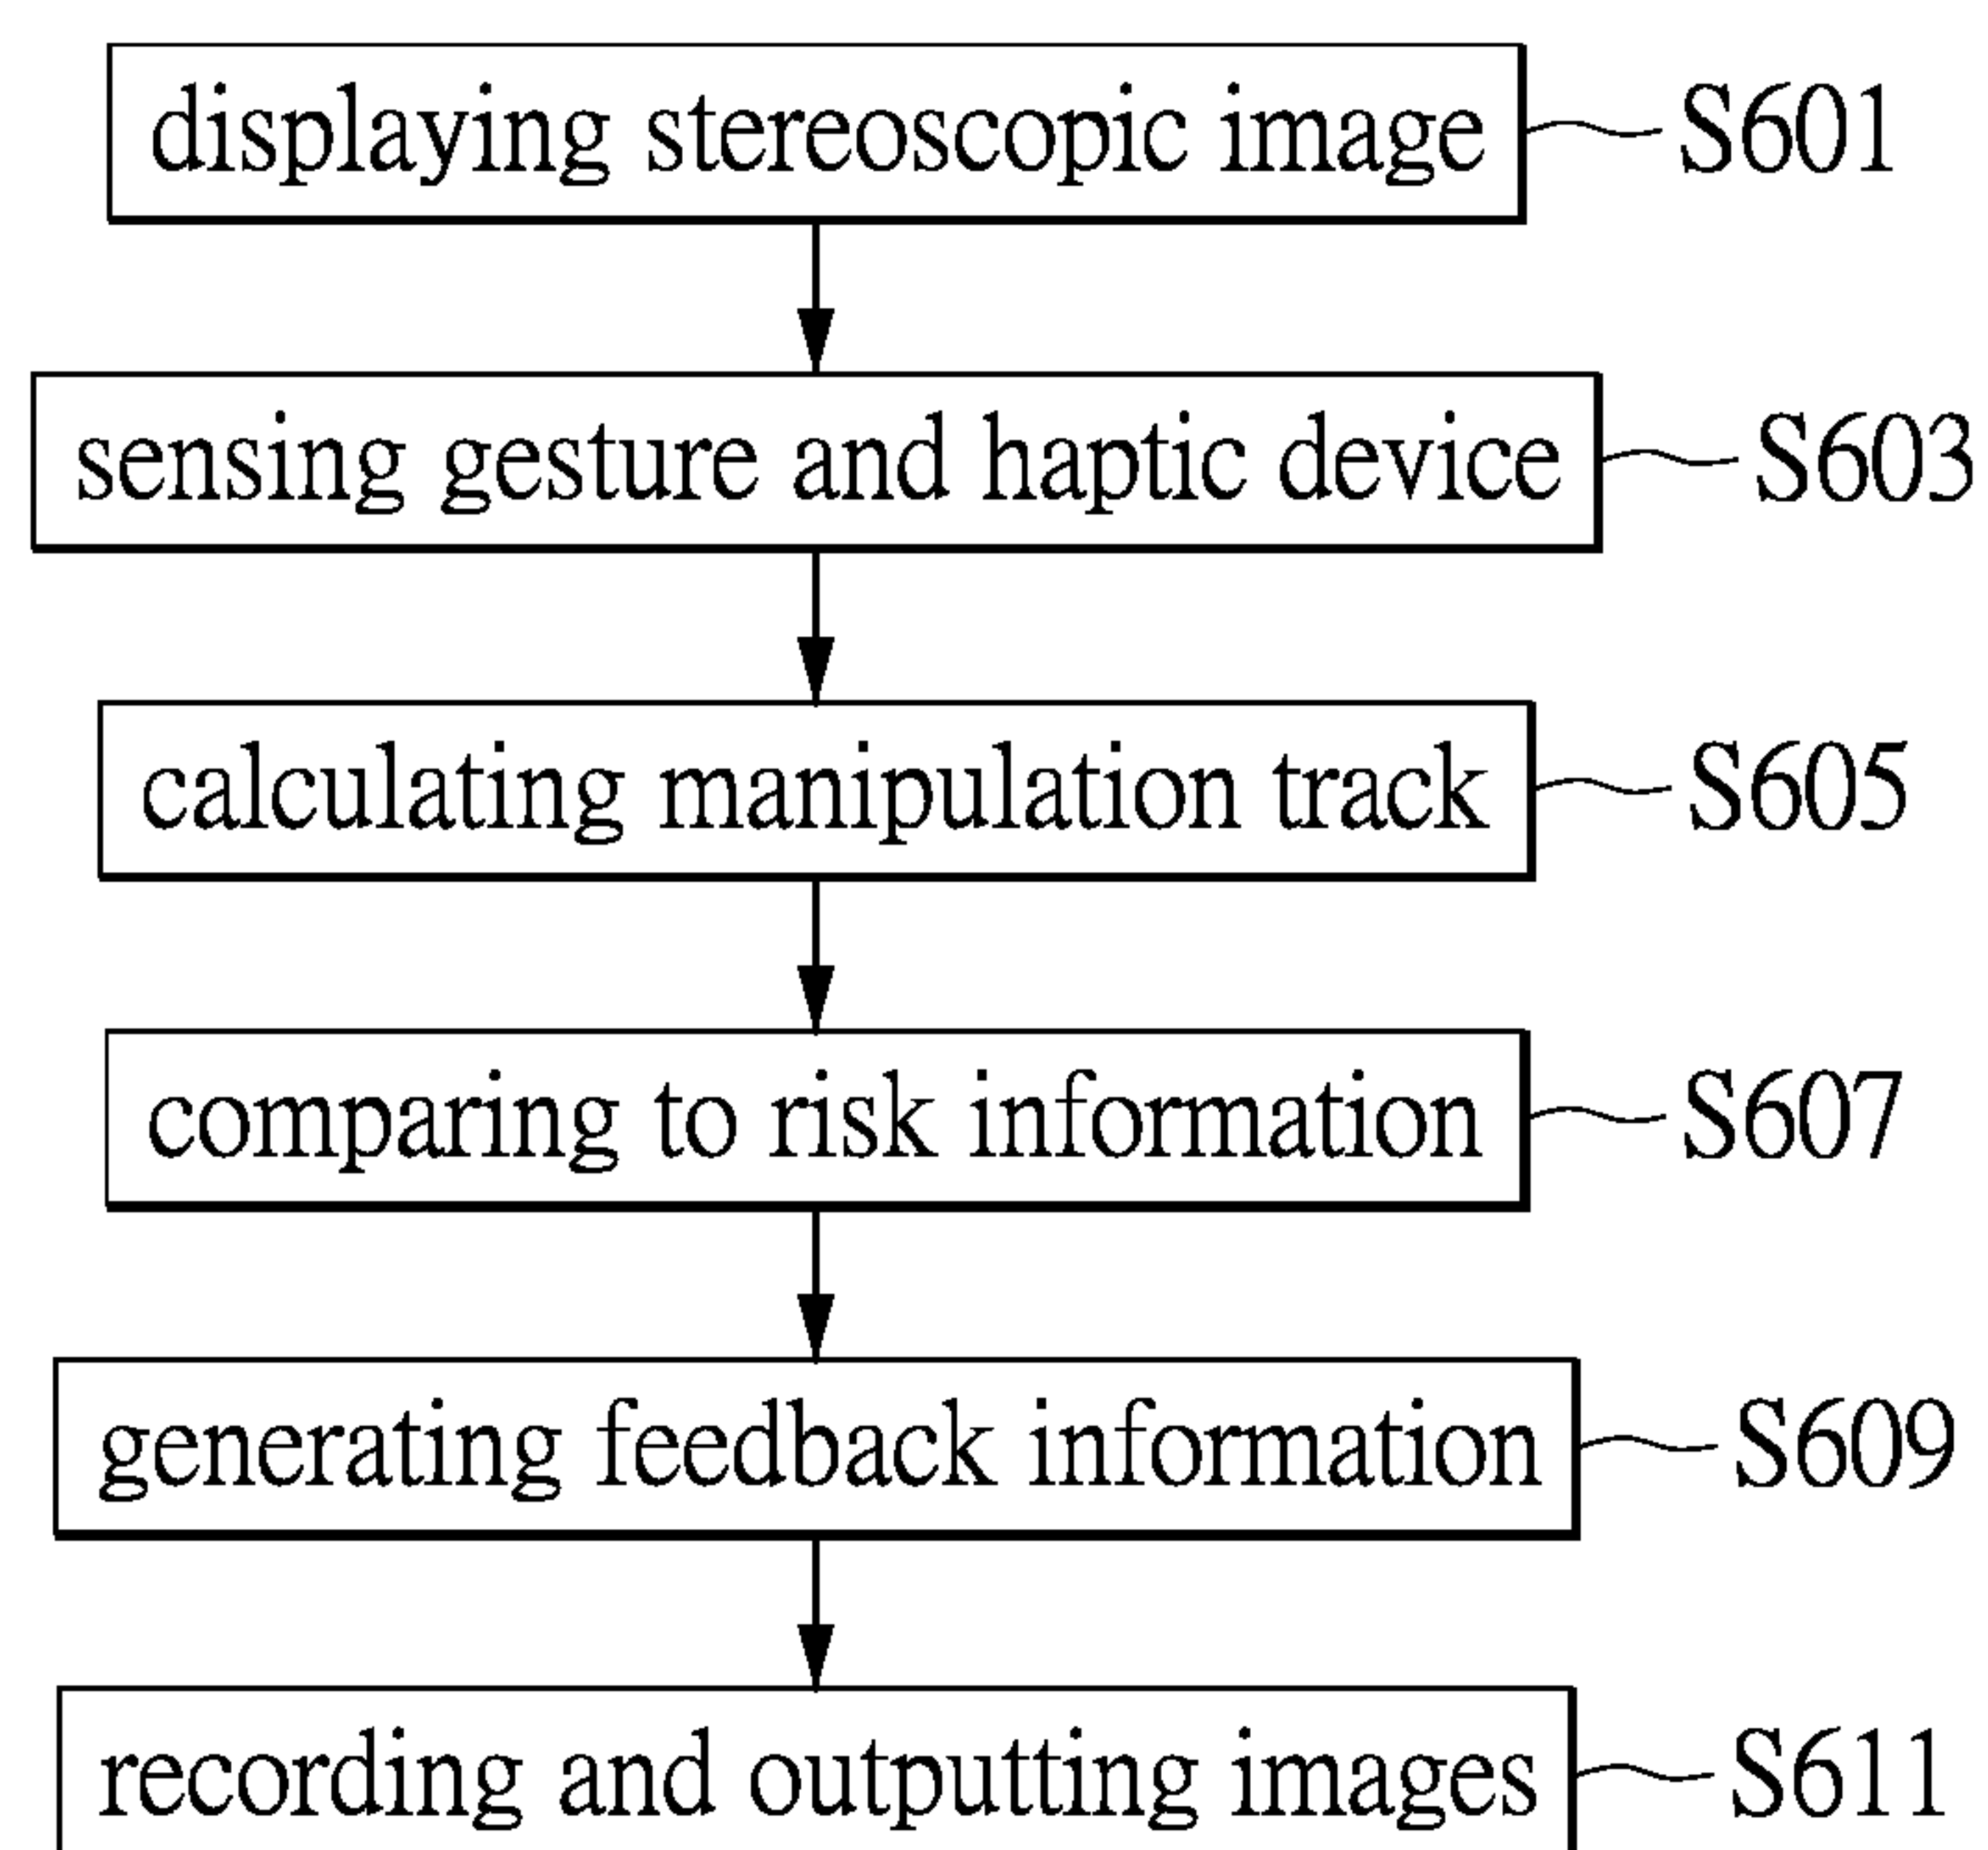 displaying stereoscopic image S601
sensing gesture and haptic device S603
calculating manipulation track S605
comparing to risk information S607
generating feedback information S609
recording and outputting images S611